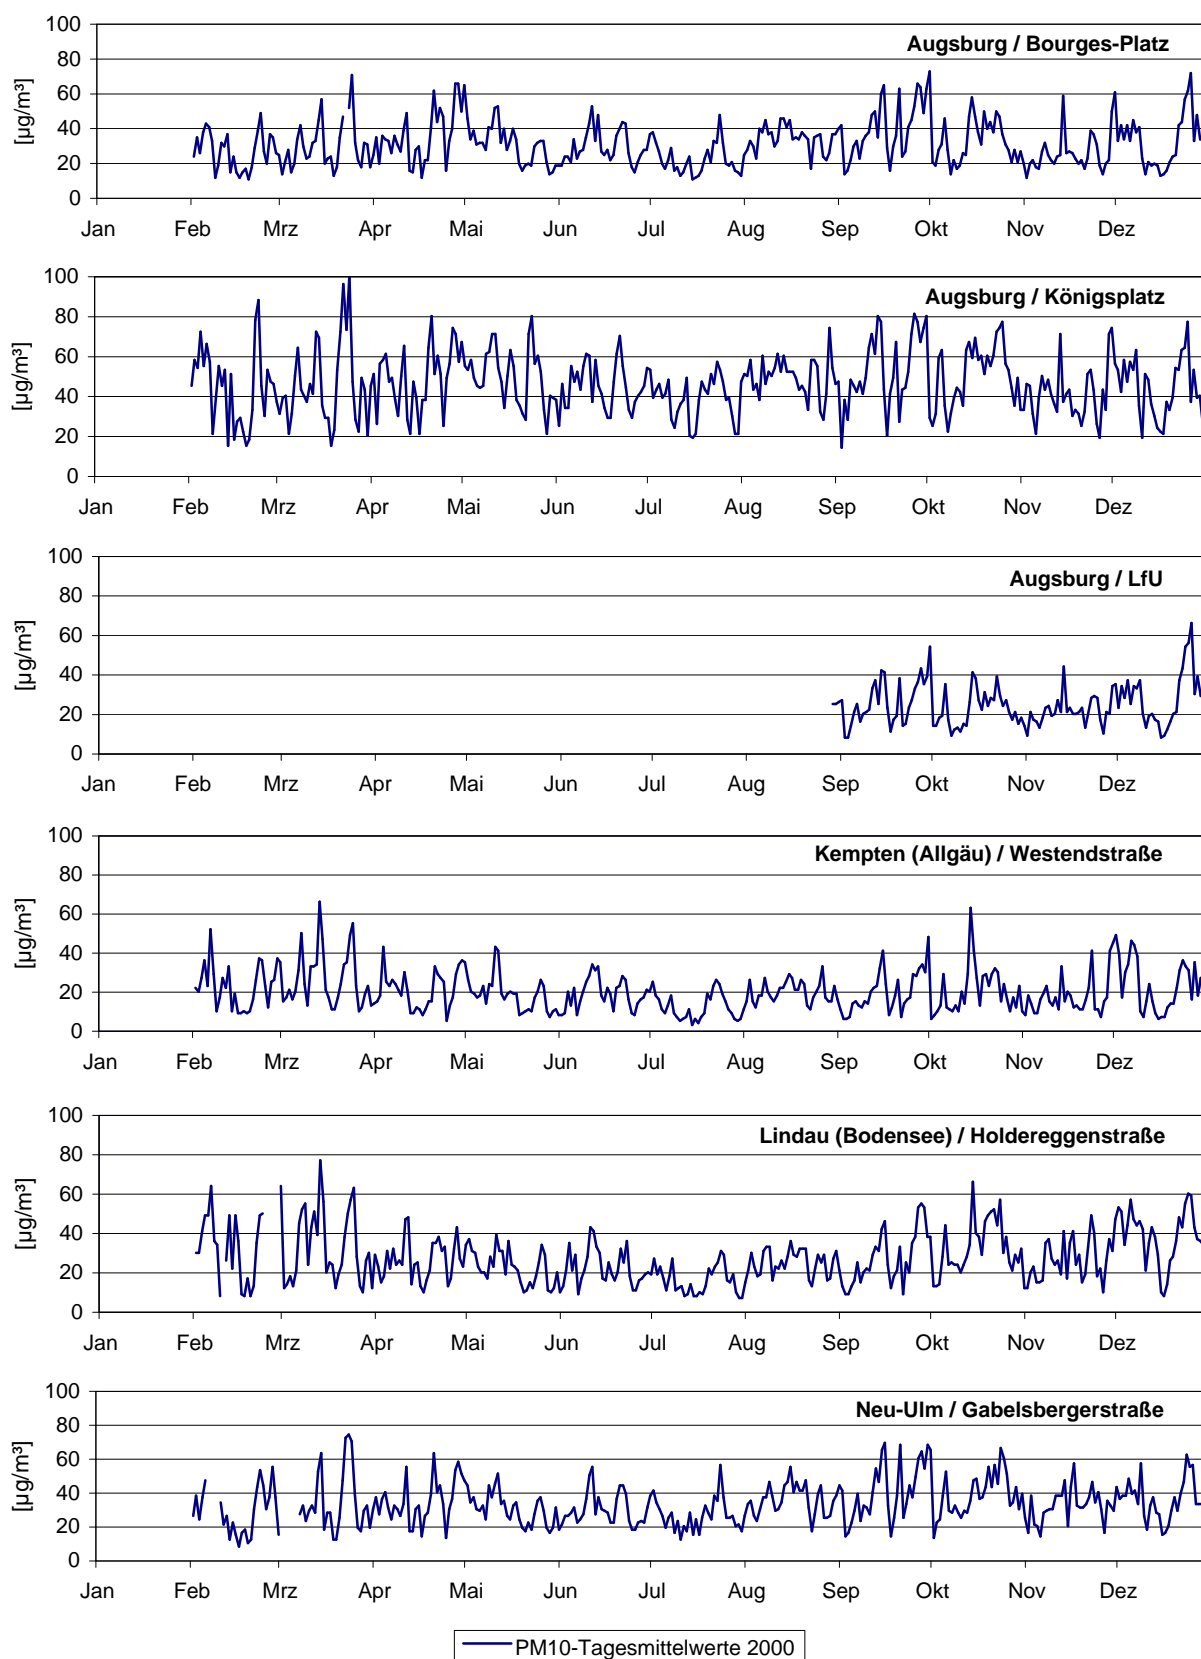 Augsburg / Bourges-Platz
[µg/m³]
100
80
60
40
20
0
Jan Feb Mrz Apr Mai Jun Jul Aug Sep Okt Nov Dez
Augsburg / Königsplatz
[µg/m³]
100
80
60
40
20
0
Jan Feb Mrz Apr Mai Jun Jul Aug Sep Okt Nov Dez
Augsburg / LfU
[µg/m³]
100
80
60
40
20
0
Jan Feb Mrz Apr Mai Jun Jul Aug Sep Okt Nov Dez
Kempten (Allgäu) / Westendstraße
[µg/m³]
100
80
60
40
20
0
Jan Feb Mrz Apr Mai Jun Jul Aug Sep Okt Nov Dez
Lindau (Bodensee) / Holdereggenstraße
[µg/m³]
100
80
60
40
20
0
Jan Feb Mrz Apr Mai Jun Jul Aug Sep Okt Nov Dez
Neu-Ulm / Gabelsbergerstraße
[µg/m³]
100
80
60
40
20
0
Jan Feb Mrz Apr Mai Jun Jul Aug Sep Okt Nov Dez
PM10-Tagesmittelwerte 2000